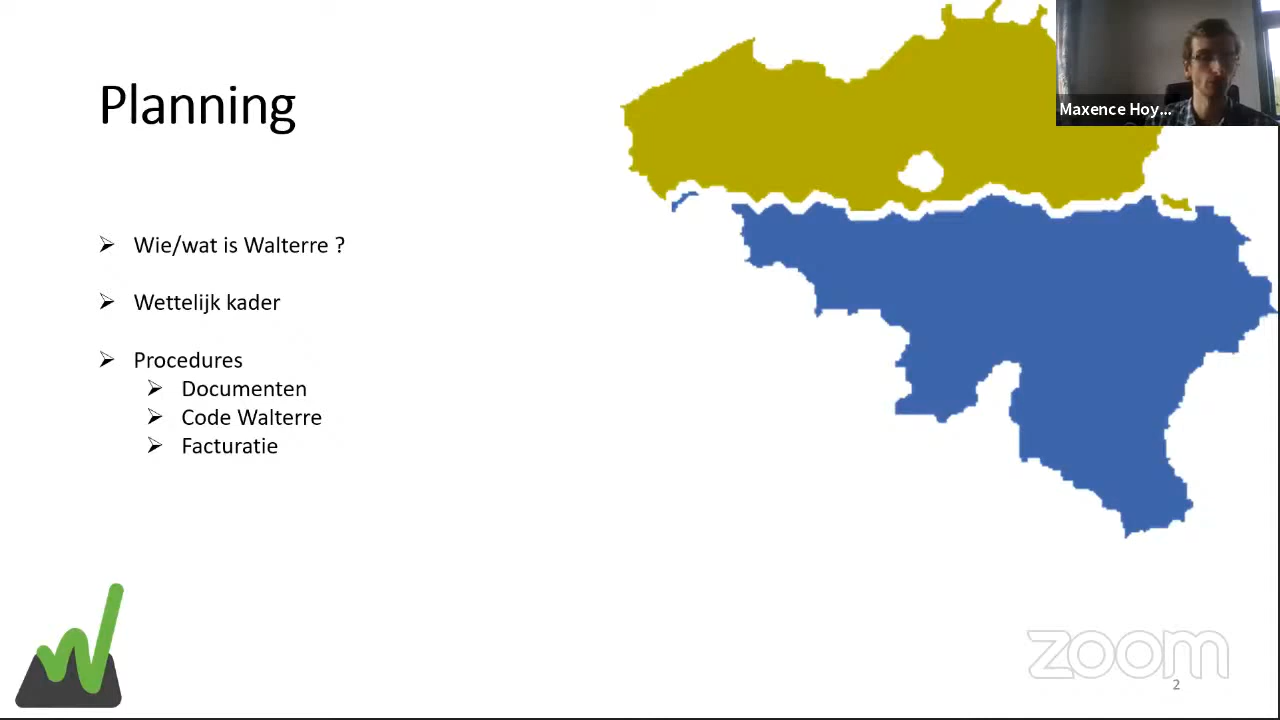 Planning
Maxence Hoy...
Wie/wat is Walterre ?
Wettelijk kader
Procedures
Documenten
Code Walterre
Facturatie
zoom
2